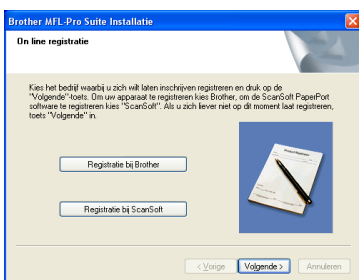 Brother MFL-Pro Suite Installatie
On line registratie
Kies het bedrijf waarbij u zich wilt laten inschrijven registreren en druk op de
"Volgende"-toets. Om uw apparaat te registreren kies Brother, om de ScanSoft PaperPort
software te registreren kies "ScanSoft". Als u zich liever niet op dit moment laat registreren,
toets "Volgende" in.
Registratie bij Brother
Registratie bij ScanSoft
< Vorige
Volgende >
Annuleren